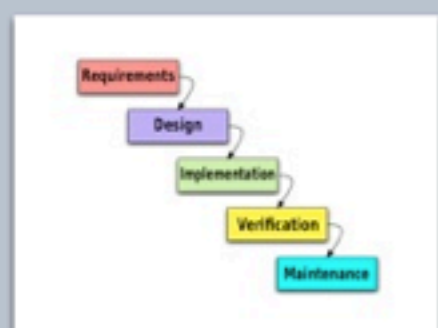 Requirements
Design
Implementation
Verification
Maintenance